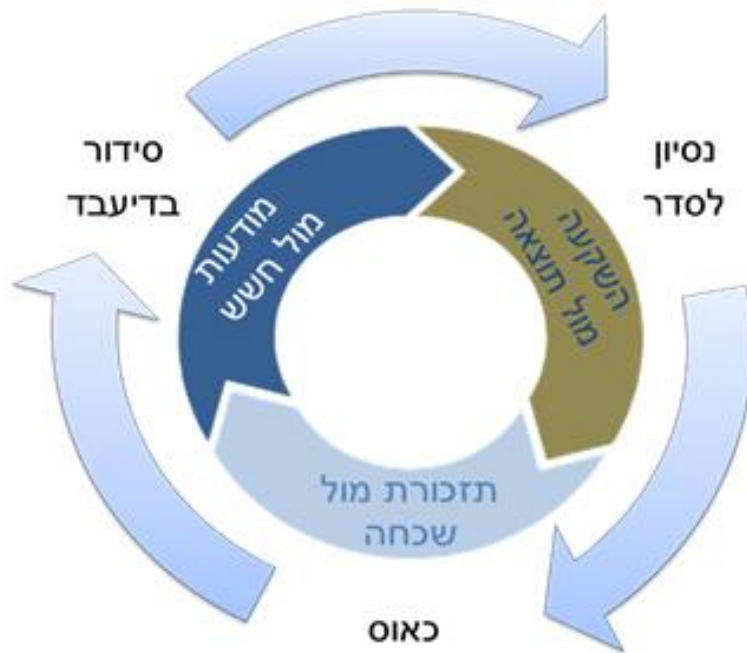 סידור
בדיעבד
נסיון
לסדר
מודעות
מול חשש
השקעה
מול תוצאה
תזכורת מול
שכחה
כאוס